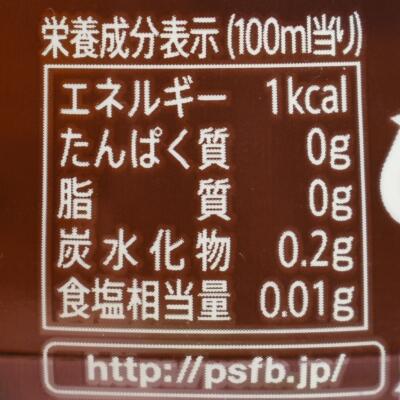 栄養成分表示(100ml当り)
エネルギー 1kcal
たんぱく質 0g
脂質 0g
炭水化物 0.2g
食塩相当量 0.01g
http://psfb.jp/